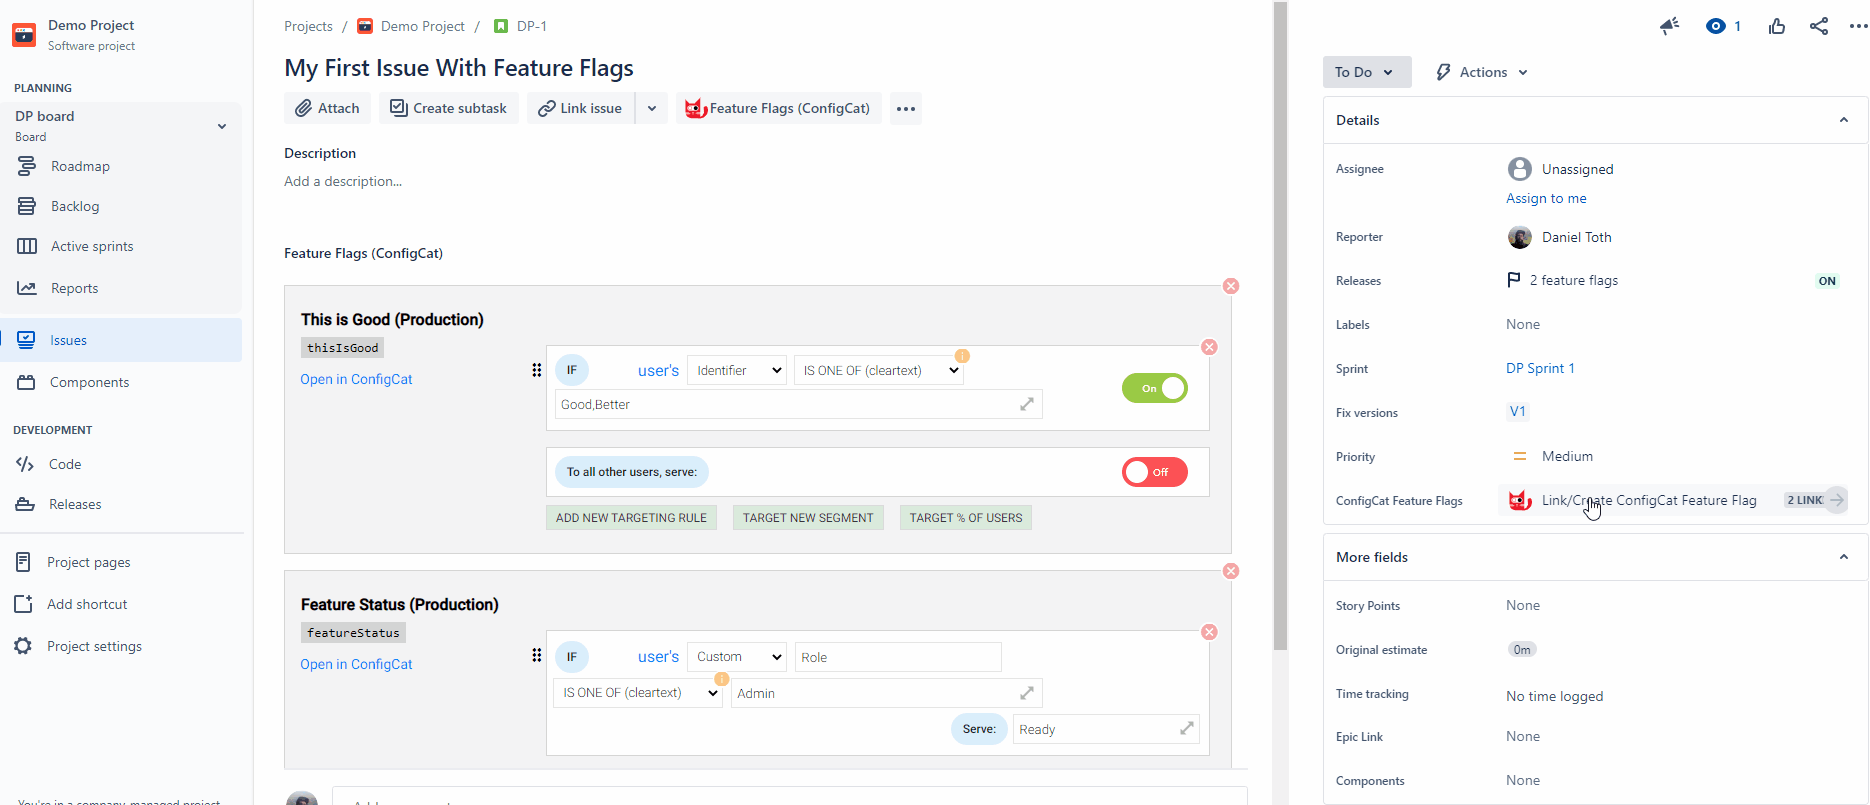 Demo Project
Software project
PLANNING
DP board
Board
Roadmap
Backlog
Active sprints
Reports
Issues
Components
DEVELOPMENT
Code
Releases
Project pages
Add shortcut
Project settings
You're in a company-managed project
Projects / Demo Project / DP-1
My First Issue With Feature Flags
Attach
Create subtask
Link issue
Feature Flags (ConfigCat)
Description
Add a description...
Feature Flags (ConfigCat)
This is Good (Production)
thisIsGood
Open in ConfigCat
IF user's Identifier IS ONE OF (cleartext) i
Good,Better
On
To all other users, serve:
Off
ADD NEW TARGETING RULE
TARGET NEW SEGMENT
TARGET % OF USERS
Feature Status (Production)
featureStatus
Open in ConfigCat
IF user's Custom Role
IS ONE OF (cleartext) i Admin
Serve: Ready
1
To Do
Actions
Details
Assignee Unassigned
Assign to me
Reporter Daniel Toth
Releases 2 feature flags ON
Labels None
Sprint DP Sprint 1
Fix versions V1
Priority Medium
ConfigCat Feature Flags Link/Create ConfigCat Feature Flag 2 LINK
More fields
Story Points None
Original estimate 0m
Time tracking No time logged
Epic Link None
Components None